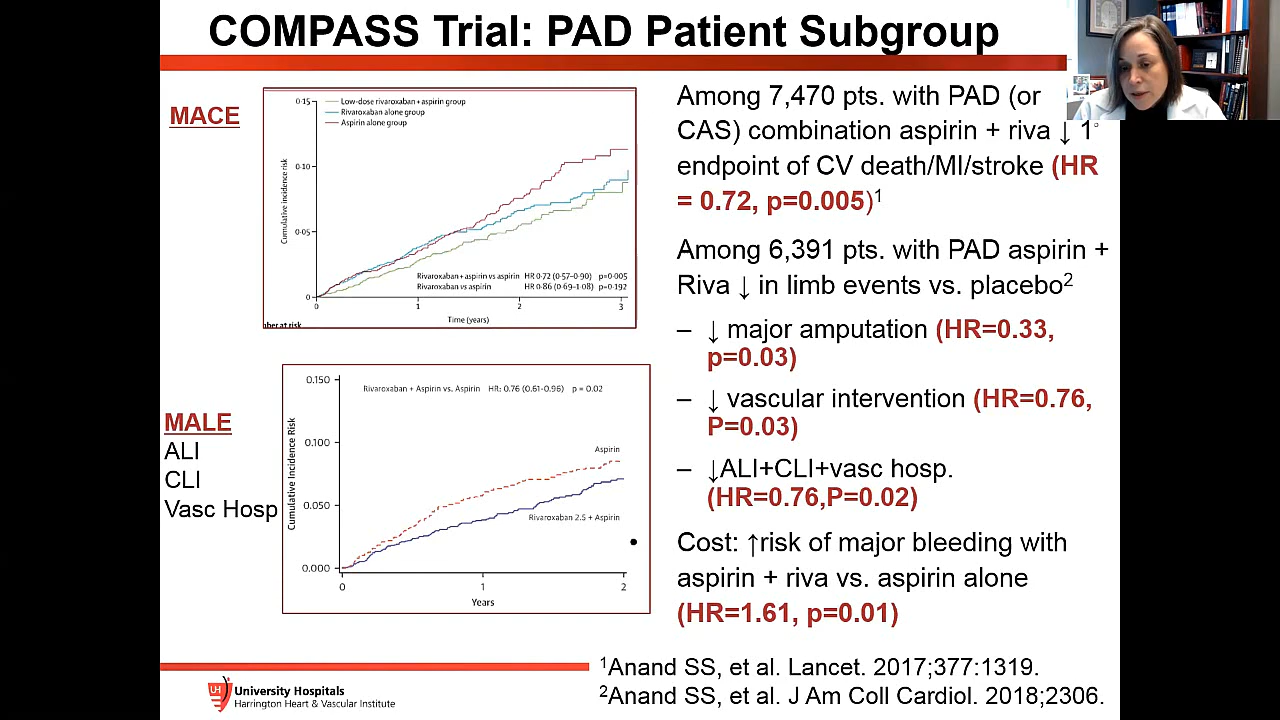 COMPASS Trial: PAD Patient Subgroup
MACE
0·15
0·10
0·05
0
Cumulative incidence risk
Low-dose rivaroxaban + aspirin group
Rivaroxaban alone group
Aspirin alone group
Rivaroxaban + aspirin vs aspirin HR 0·72 (0·57–0·90) p=0·005
Rivaroxaban vs aspirin HR 0·86 (0·69–1·08) p=0·192
0 1 2 3
Time (years)
ber at risk
MALE
ALI
CLI
Vasc Hosp
0.150
0.100
0.050
0.000
Cumulative Incidence Risk
Rivaroxaban + Aspirin vs. Aspirin HR: 0.76 (0.61-0.96) p = 0.02
Aspirin
Rivaroxaban 2.5 + Aspirin
0 1 2
Years
Among 7,470 pts. with PAD (or
CAS) combination aspirin + riva ↓ 1°
endpoint of CV death/MI/stroke (HR
= 0.72, p=0.005)1
Among 6,391 pts. with PAD aspirin +
Riva ↓ in limb events vs. placebo2
– ↓ major amputation (HR=0.33,
p=0.03)
– ↓ vascular intervention (HR=0.76,
P=0.03)
– ↓ALI+CLI+vasc hosp.
(HR=0.76,P=0.02)
Cost: ↑risk of major bleeding with
aspirin + riva vs. aspirin alone
(HR=1.61, p=0.01)
1Anand SS, et al. Lancet. 2017;377:1319.
2Anand SS, et al. J Am Coll Cardiol. 2018;2306.
UH
University Hospitals
Harrington Heart & Vascular Institute